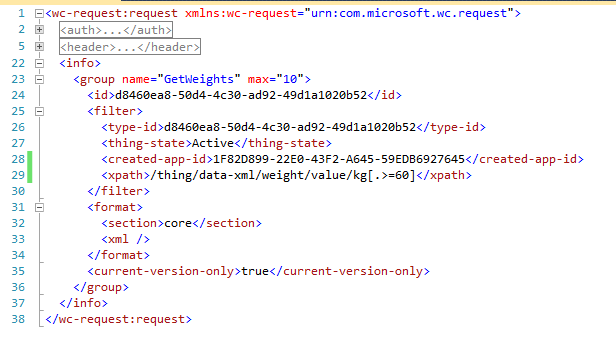 1 <wc-request:request xmlns:wc-request="urn:com.microsoft.wc.request">
2 <auth>...</auth>
5 <header>...</header>
22 <info>
23 <group name="GetWeights" max="10">
24 <id>d8460ea8-50d4-4c30-ad92-49d1a1020b52</id>
25 <filter>
26 <type-id>d8460ea8-50d4-4c30-ad92-49d1a1020b52</type-id>
27 <thing-state>Active</thing-state>
28 <created-app-id>1F82D899-22E0-43F2-A645-59EDB6927645</created-app-id>
29 <xpath>/thing/data-xml/weight/value/kg[.>=60]</xpath>
30 </filter>
31 <format>
32 <section>core</section>
33 <xml />
34 </format>
35 <current-version-only>true</current-version-only>
36 </group>
37 </info>
38 </wc-request:request>